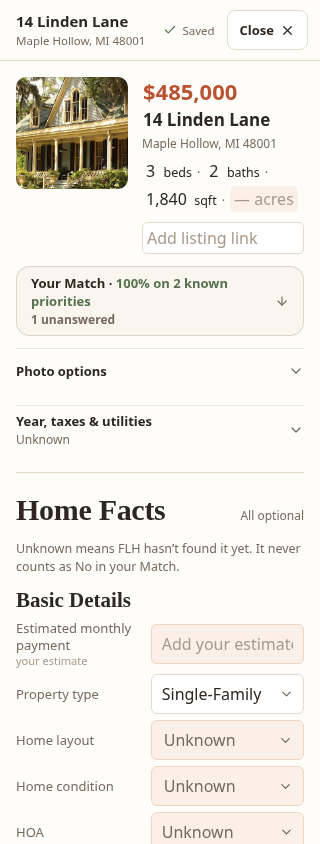 14 Linden Lane
Maple Hollow, MI 48001
Saved
Close
$485,000
14 Linden Lane
Maple Hollow, MI 48001
3 beds · 2 baths ·
1,840 sqft · — acres
Add listing link
Your Match · 100% on 2 known
priorities
1 unanswered
Photo options
Year, taxes & utilities
Unknown
Home Facts
All optional
Unknown means FLH hasn’t found it yet. It never
counts as No in your Match.
Basic Details
Estimated monthly
payment
your estimate
Add your estimate
Property type
Single-Family
Home layout
Unknown
Home condition
Unknown
HOA
Unknown